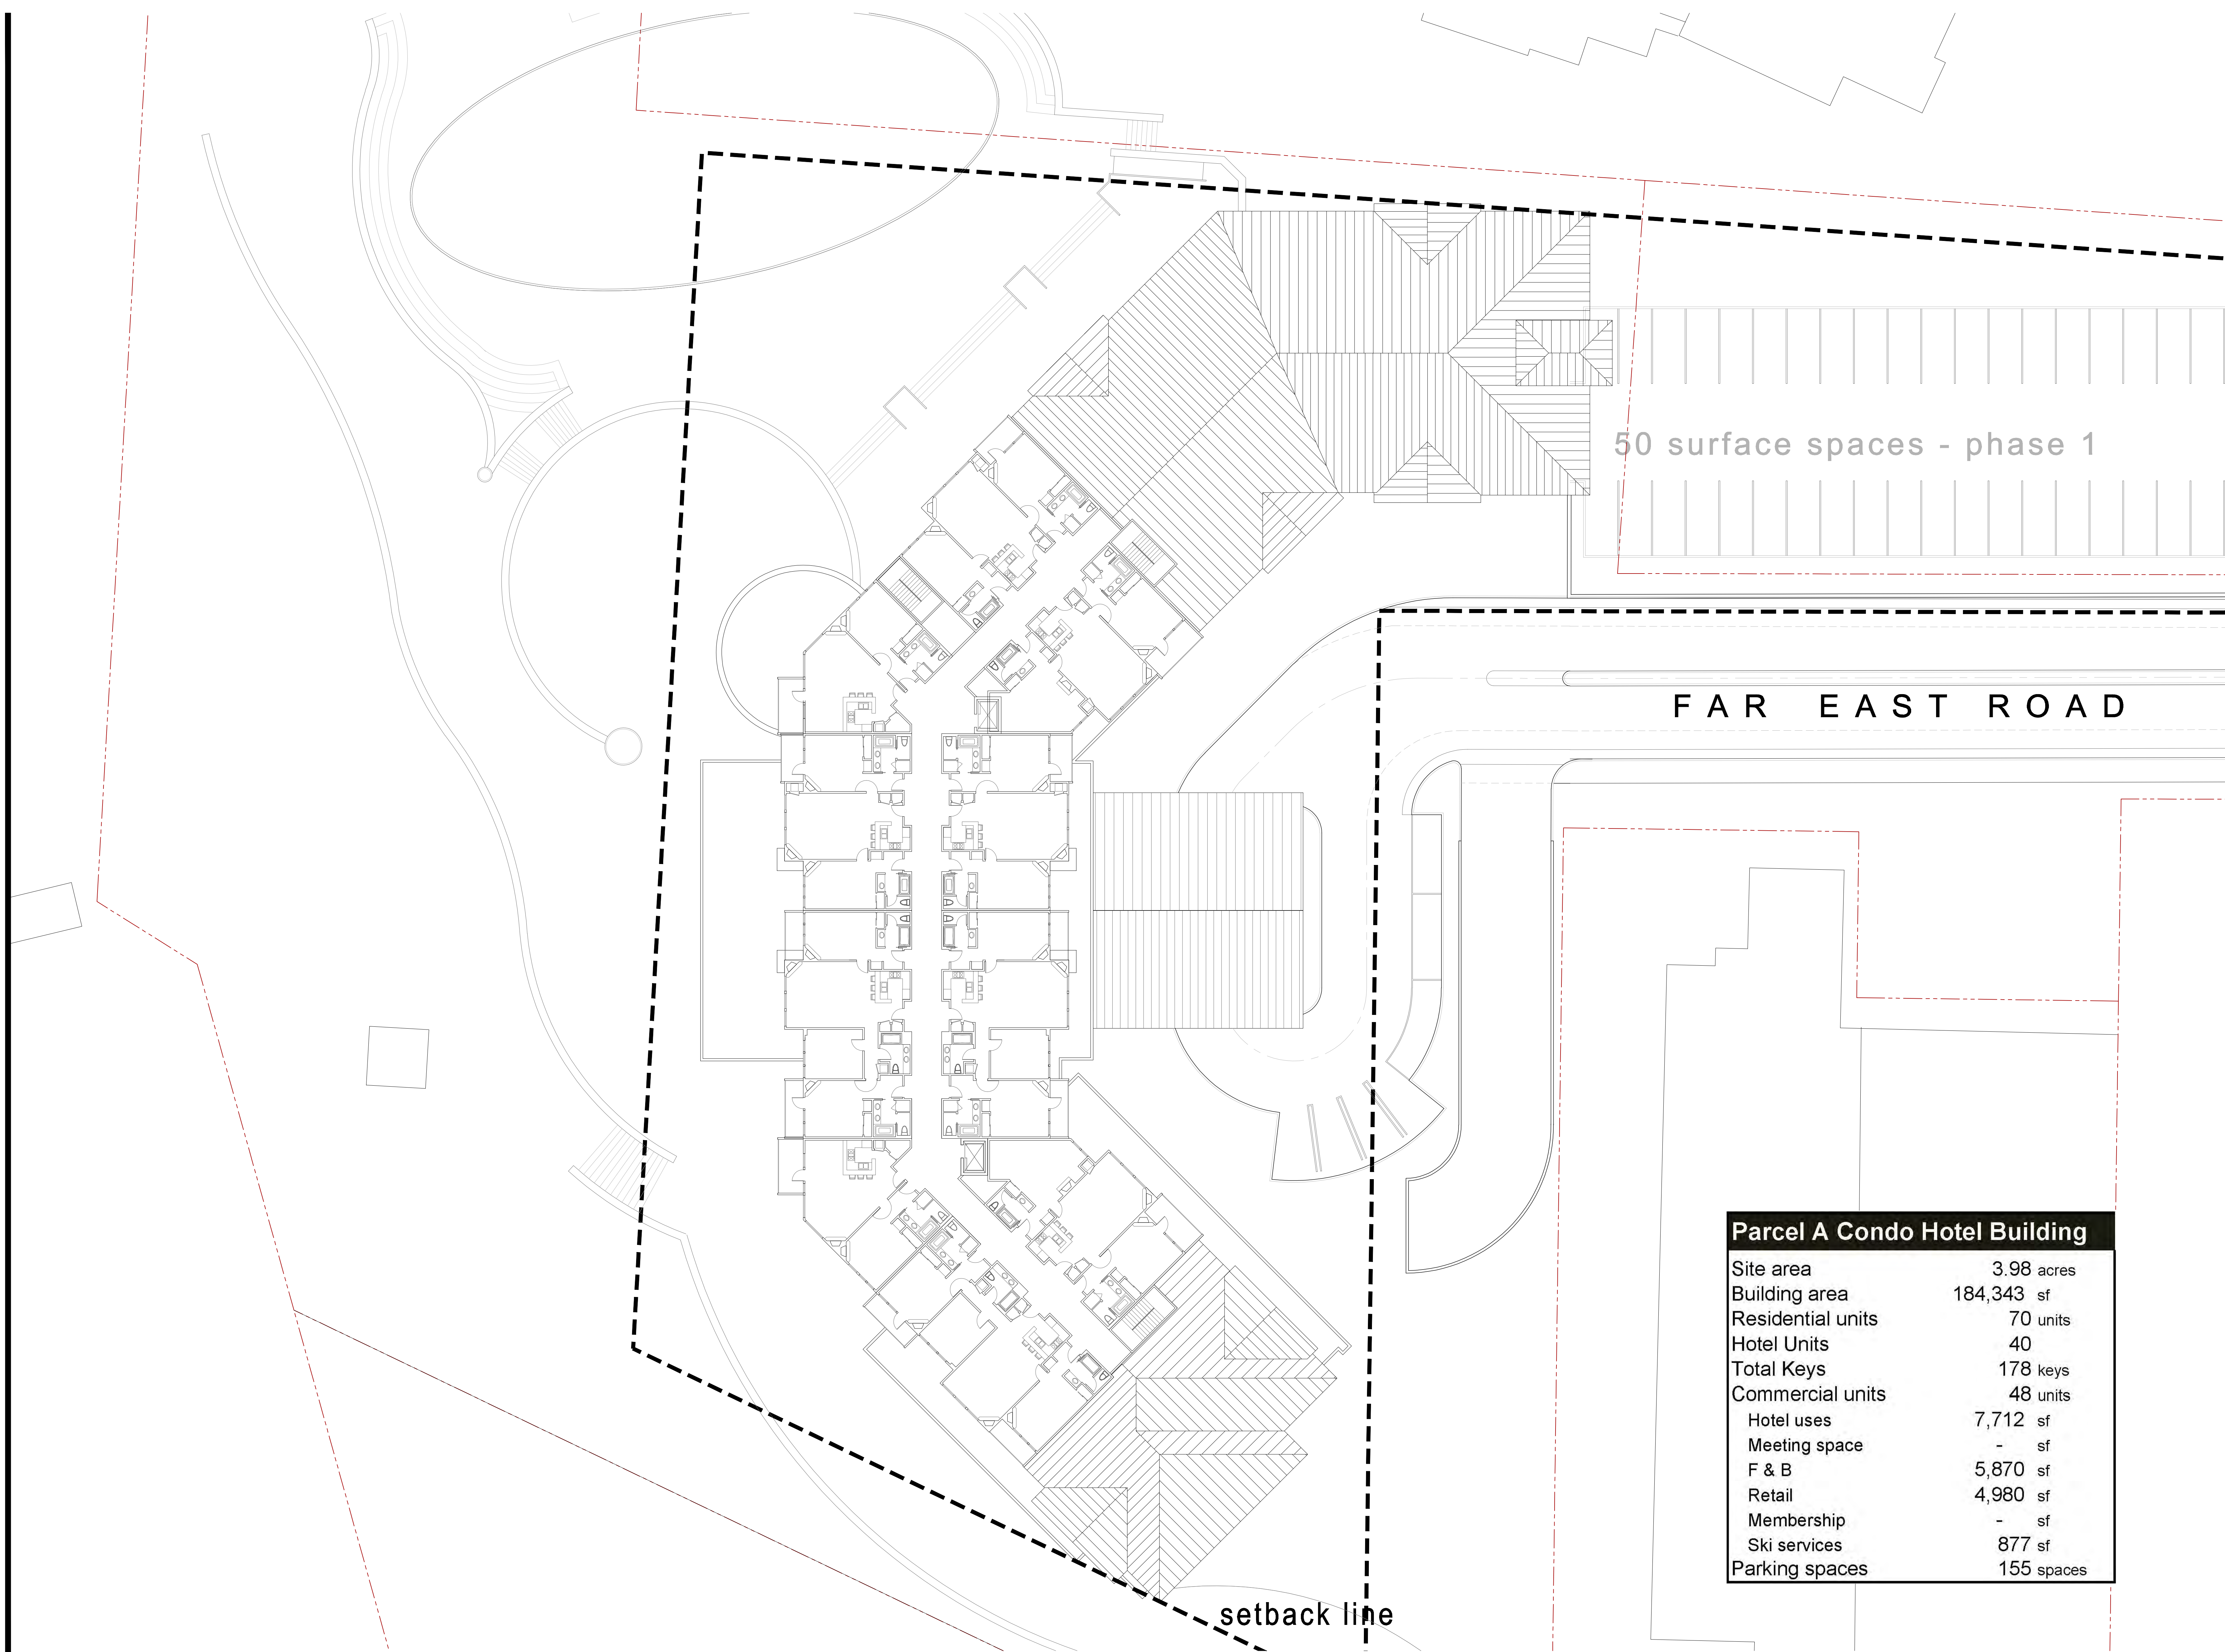 50 surface spaces - phase 1
FAR EAST ROAD
Parcel A Condo Hotel Building
Site area 3.98 acres
Building area 184,343 sf
Residential units 70 units
Hotel Units 40
Total Keys 178 keys
Commercial units 48 units
Hotel uses 7,712 sf
Meeting space - sf
F & B 5,870 sf
Retail 4,980 sf
Membership - sf
Ski services 877 sf
Parking spaces 155 spaces
setback line